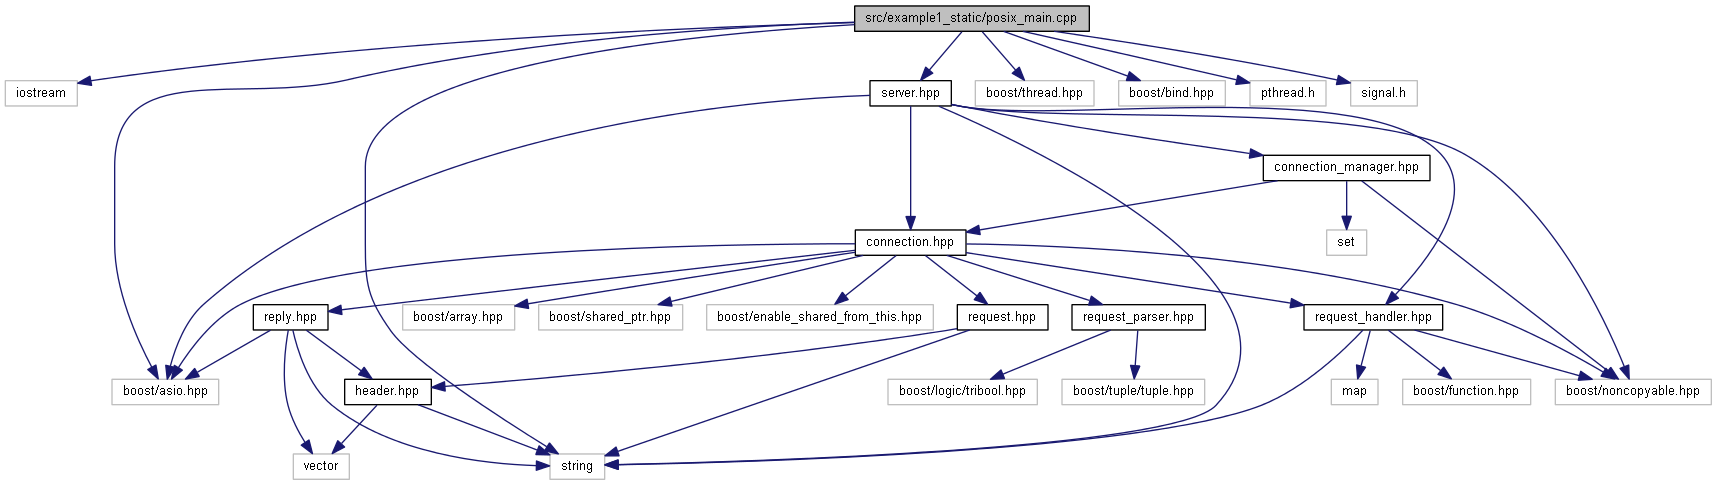 src/example1_static/posix_main.cpp
iostream
server.hpp
boost/thread.hpp
boost/bind.hpp
pthread.h
signal.h
connection_manager.hpp
connection.hpp
set
reply.hpp
boost/array.hpp
boost/shared_ptr.hpp
boost/enable_shared_from_this.hpp
request.hpp
request_parser.hpp
request_handler.hpp
boost/asio.hpp
header.hpp
boost/logic/tribool.hpp
boost/tuple/tuple.hpp
map
boost/function.hpp
boost/noncopyable.hpp
vector
string